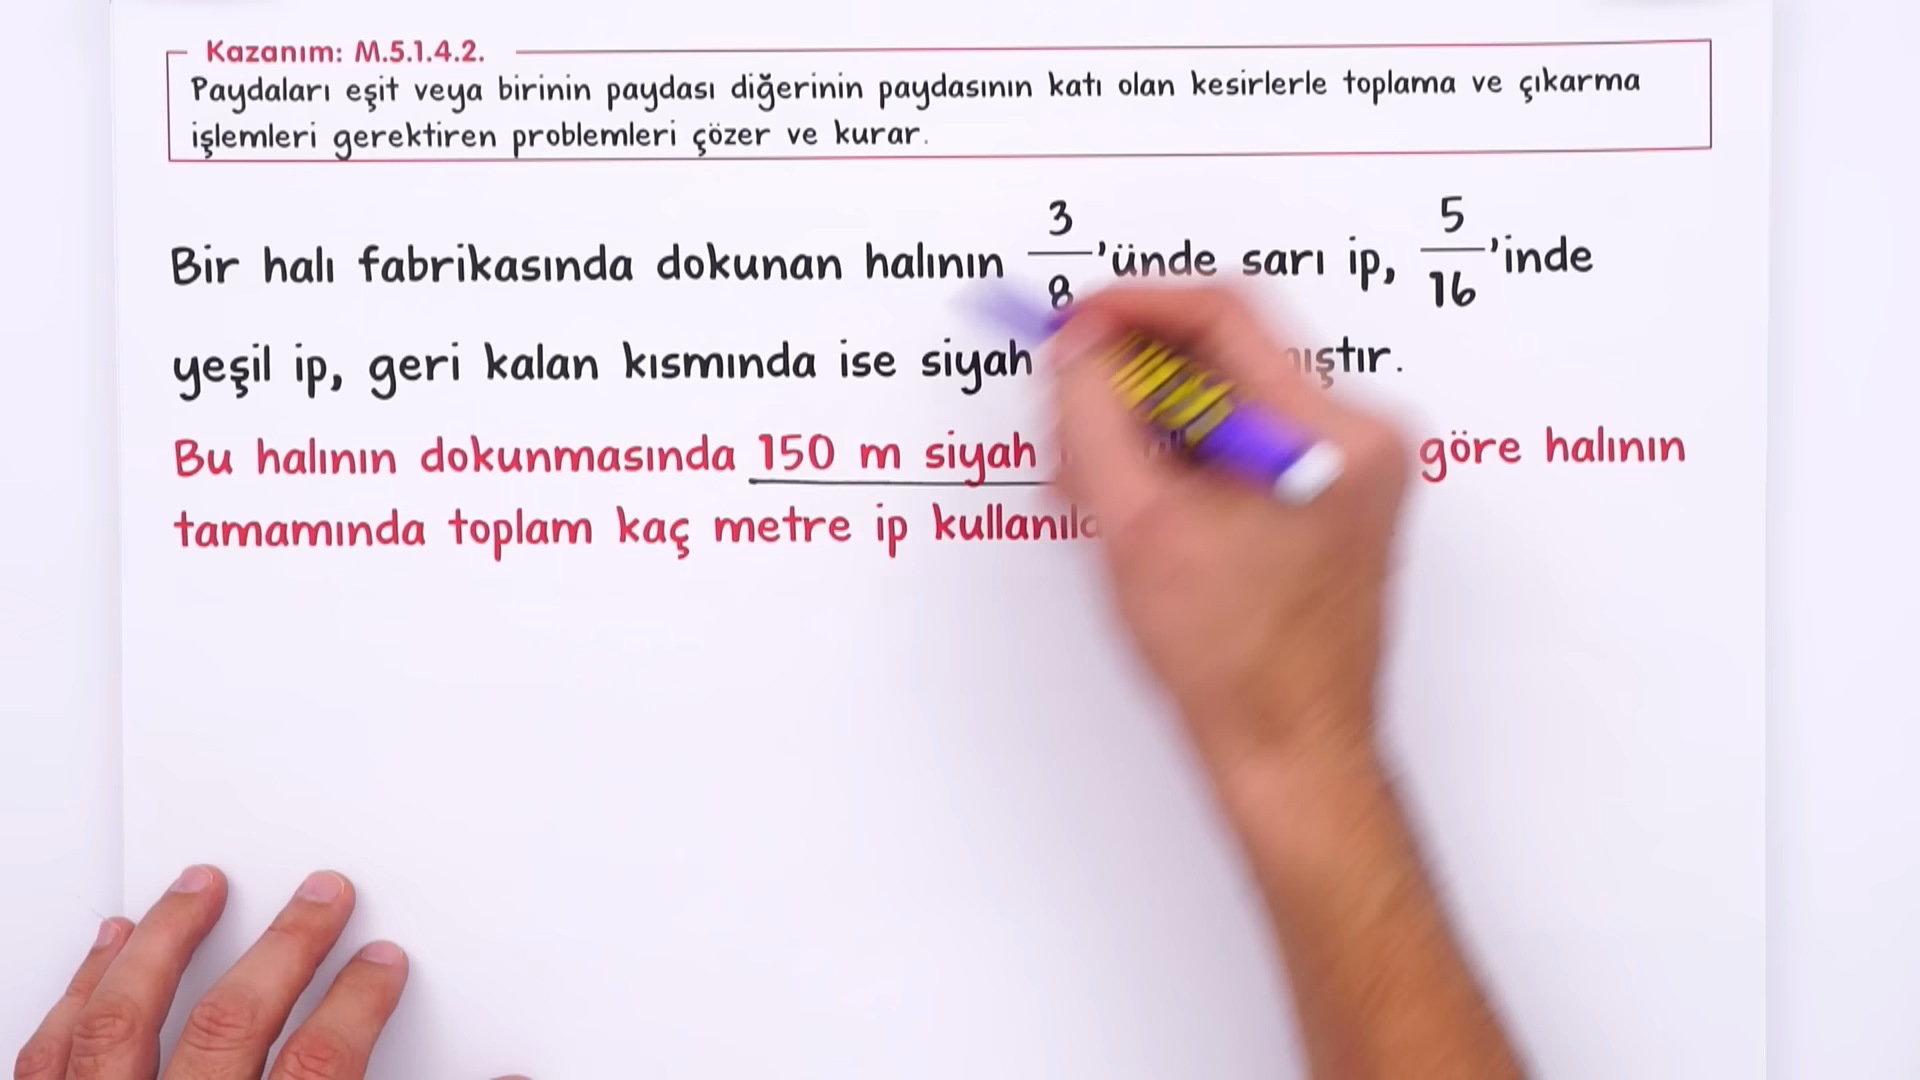 Kazanım: M.5.1.4.2.
Paydaları eşit veya birinin paydası diğerinin paydasının katı olan kesirlerle toplama ve çıkarma
işlemleri gerektiren problemleri çözer ve kurar.
Bir halı fabrikasında dokunan halının 3/8'ünde sarı ip, 5/16'inde
yeşil ip, geri kalan kısmında ise siyah
Bu halının dokunmasında 150 m siyah göre halının
tamamında toplam kaç metre ip